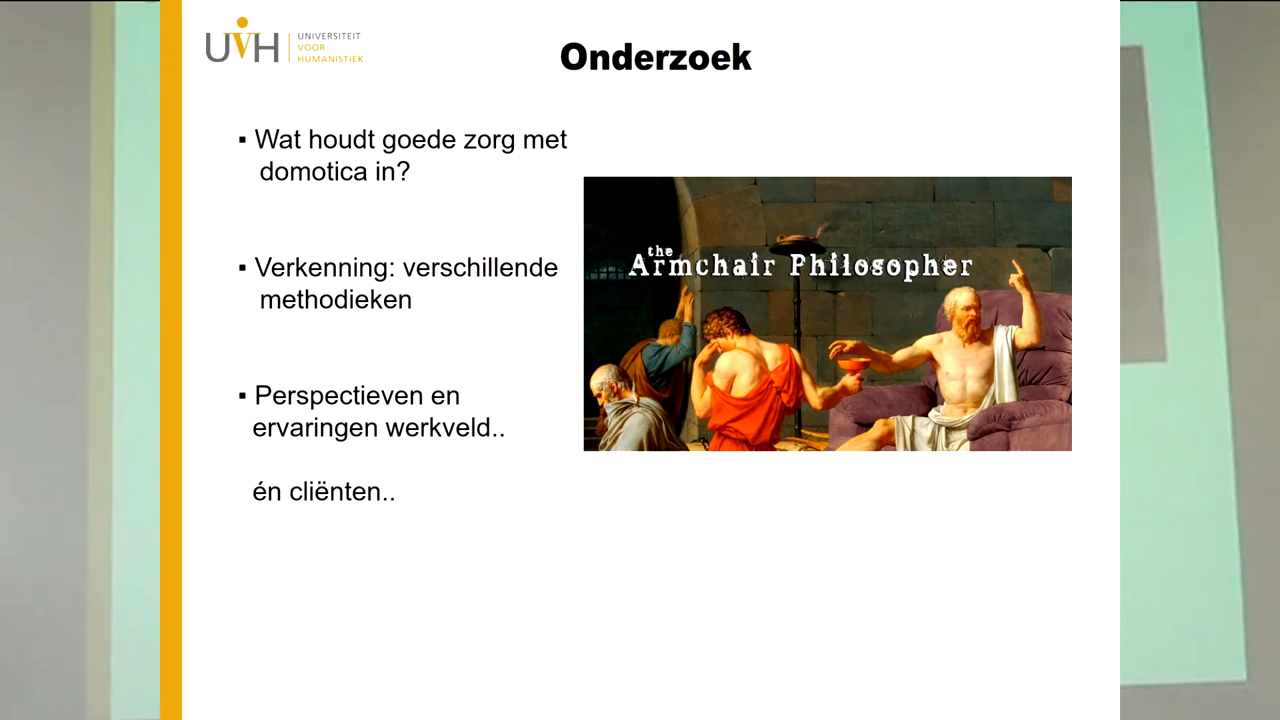 UVH
UNIVERSITEIT
VOOR
HUMANISTIEK
Onderzoek
▪ Wat houdt goede zorg met
domotica in?
▪ Verkenning: verschillende
methodieken
▪ Perspectieven en
ervaringen werkveld..
én cliënten..
the
Armchair Philosopher